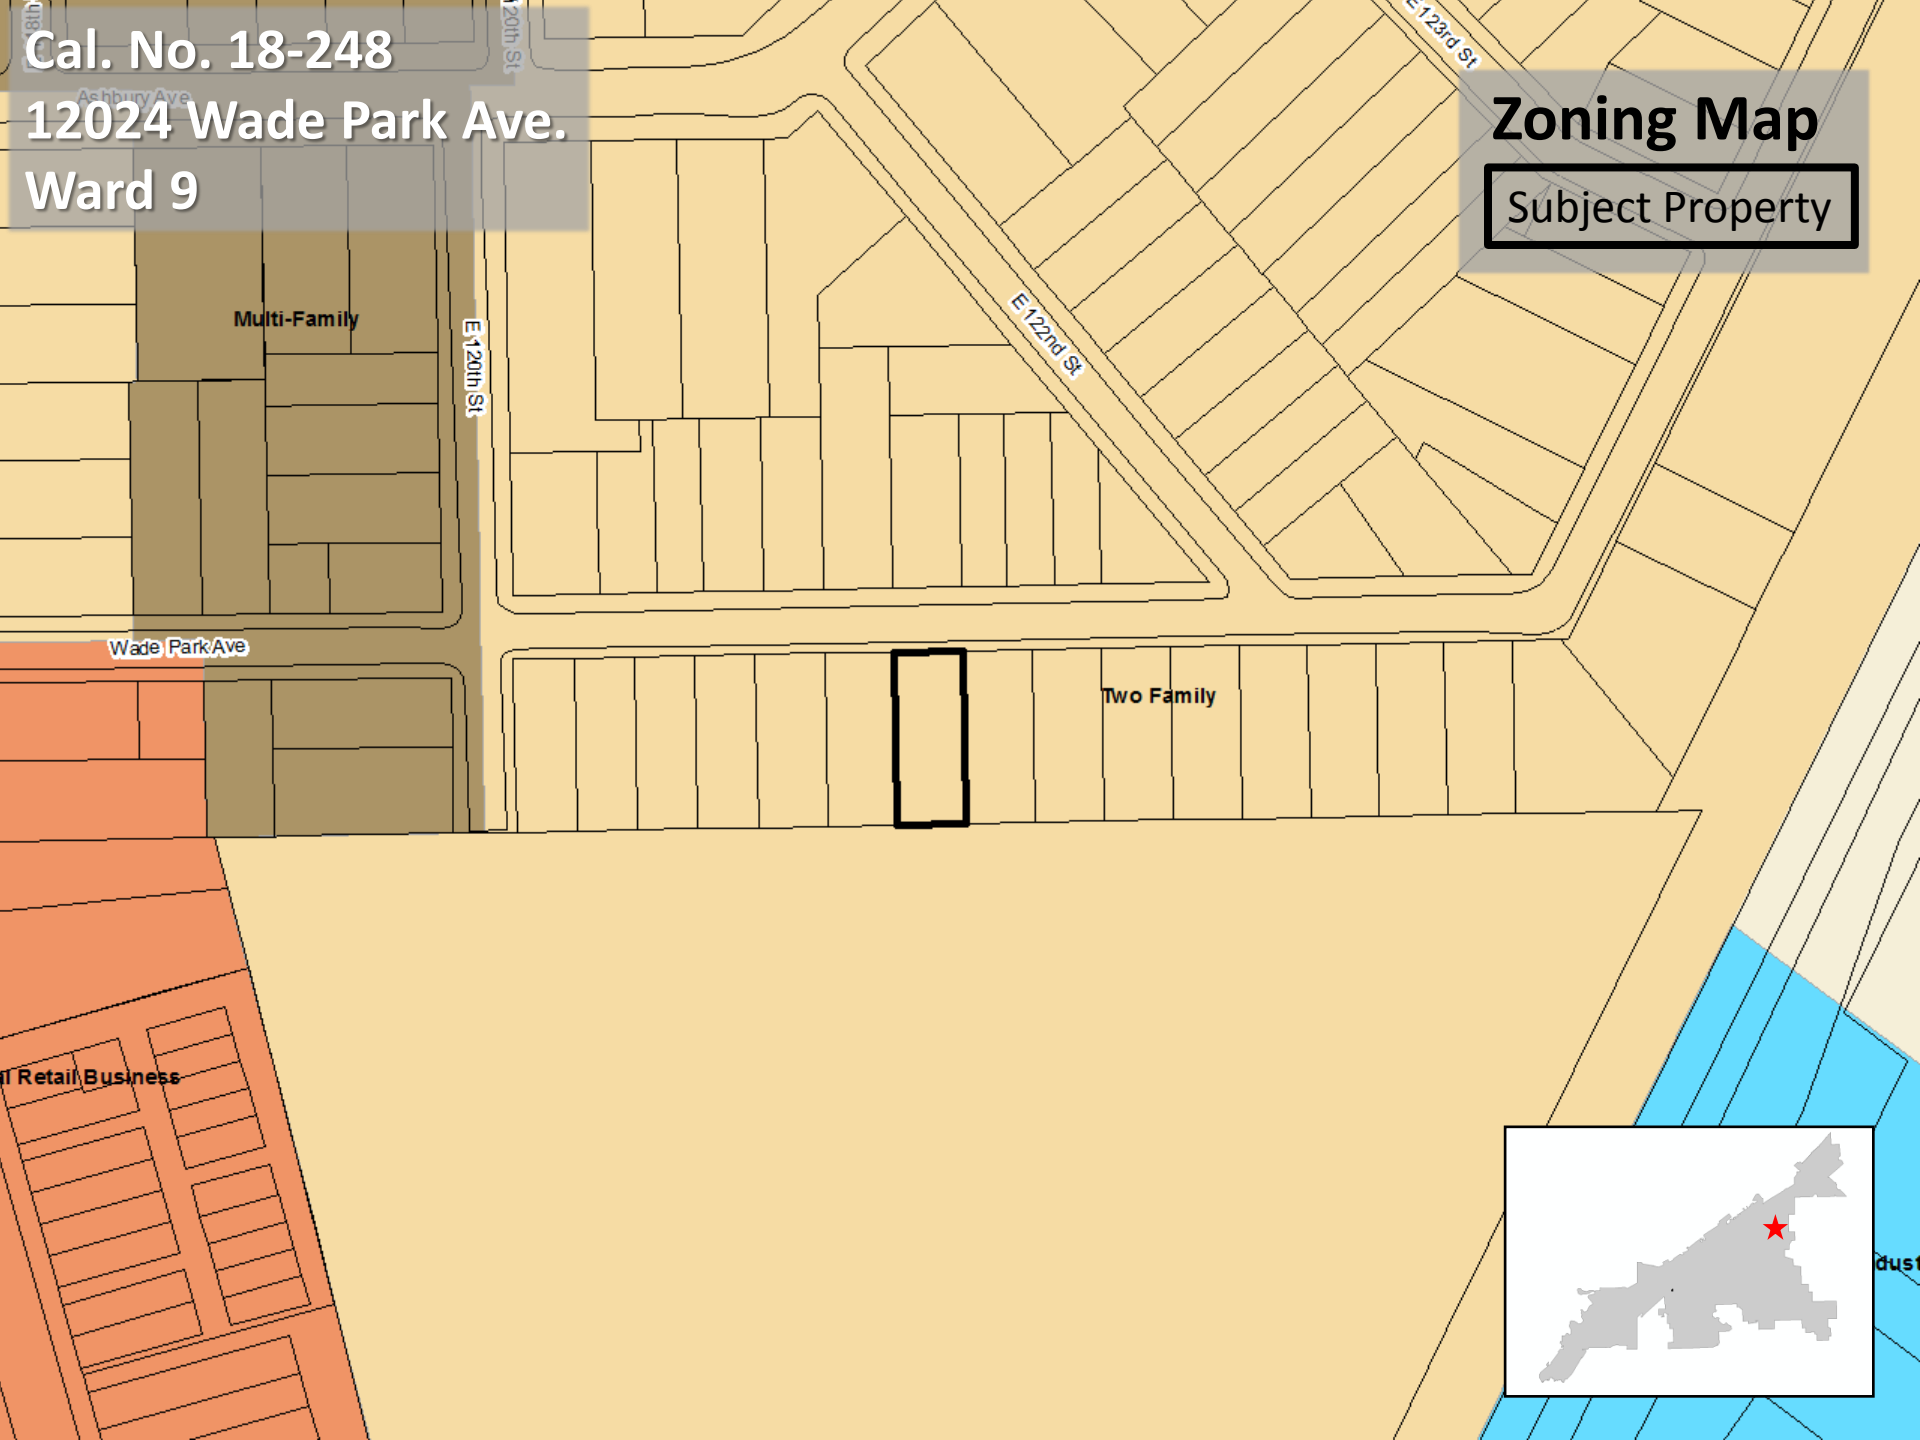 Cal. No. 18-248
12024 Wade Park Ave.
Ward 9
Ashbury Ave
120th St
E 123rd St
Zoning Map
Subject Property
Multi-Family
E 120th St
E 122nd St
Wade Park Ave
Two Family
Retail Business